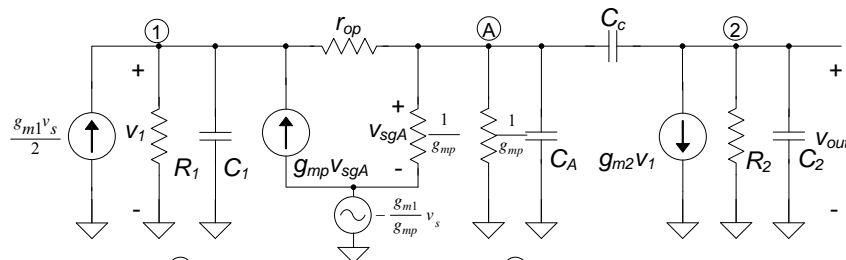 1 r_op A C_c 2
+ + +
g_m1 v_s / 2 v_1 R_1 C_1 g_mp v_sgA v_sgA 1/g_mp 1/g_mp C_A g_m2 v_1 R_2 C_2 v_out
- - -
- g_m1/g_mp v_s